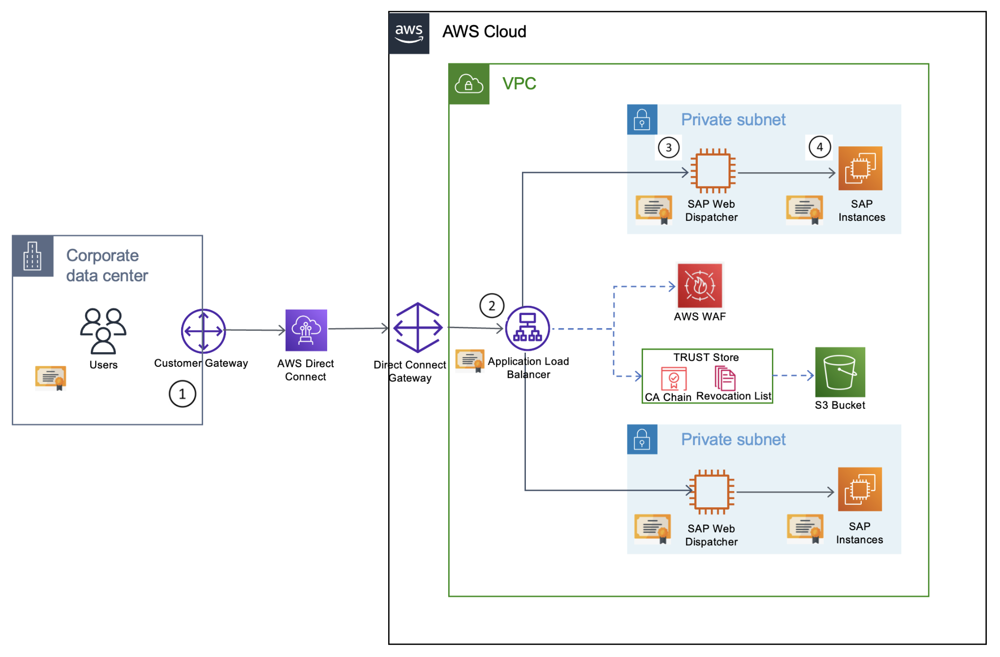 aws
AWS Cloud
VPC
Private subnet
3
4
SAP Web
Dispatcher
SAP
Instances
Corporate
data center
Users
Customer Gateway
1
AWS Direct
Connect
Direct Connect
Gateway
2
Application Load
Balancer
AWS WAF
TRUST Store
CA Chain
Revocation List
S3 Bucket
Private subnet
SAP Web
Dispatcher
SAP
Instances